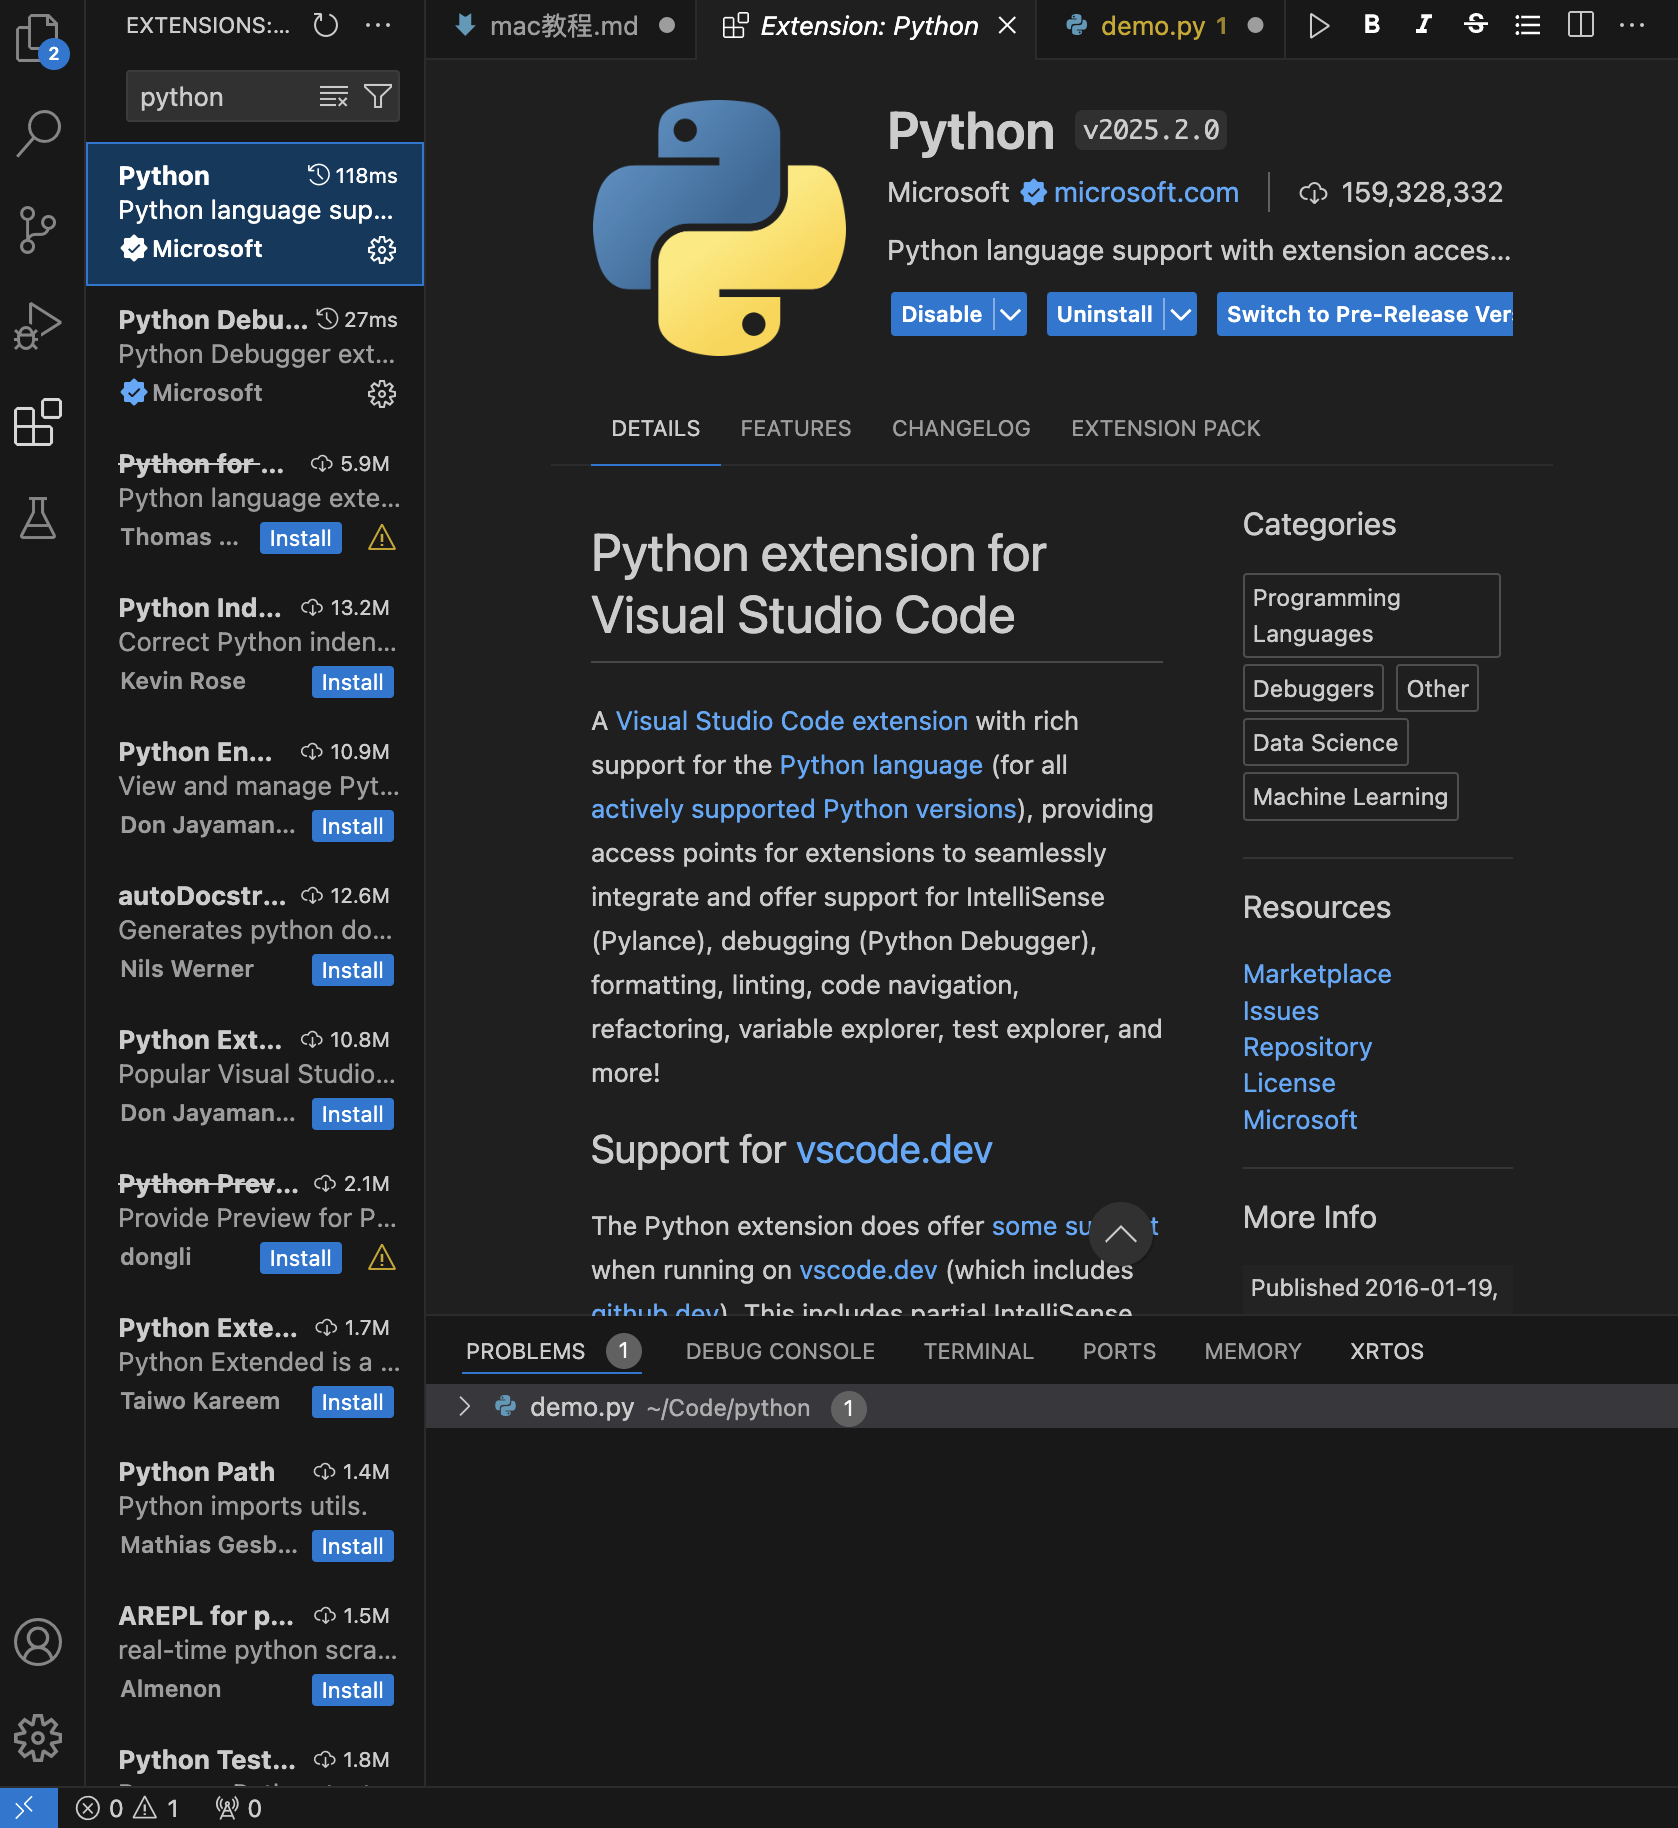 EXTENSIONS:...
2
python
Python 118ms
Python language sup...
Microsoft
Python Debu... 27ms
Python Debugger ext...
Microsoft
Python for ... 5.9M
Python language exte...
Thomas ... Install
Python Ind... 13.2M
Correct Python inden...
Kevin Rose Install
Python En... 10.9M
View and manage Pyt...
Don Jayaman... Install
autoDocstr... 12.6M
Generates python do...
Nils Werner Install
Python Ext... 10.8M
Popular Visual Studio...
Don Jayaman... Install
Python Prev... 2.1M
Provide Preview for P...
dongli Install
Python Exte... 1.7M
Python Extended is a ...
Taiwo Kareem Install
Python Path 1.4M
Python imports utils.
Mathias Gesb... Install
AREPL for p... 1.5M
real-time python scra...
Almenon Install
Python Test... 1.8M
mac教程.md
Extension: Python
demo.py 1
B I S
Python v2025.2.0
Microsoft microsoft.com 159,328,332
Python language support with extension acces...
Disable Uninstall Switch to Pre-Release Ver
DETAILS FEATURES CHANGELOG EXTENSION PACK
Python extension for
Visual Studio Code
A Visual Studio Code extension with rich
support for the Python language (for all
actively supported Python versions), providing
access points for extensions to seamlessly
integrate and offer support for IntelliSense
(Pylance), debugging (Python Debugger),
formatting, linting, code navigation,
refactoring, variable explorer, test explorer, and
more!
Support for vscode.dev
The Python extension does offer some su t
when running on vscode.dev (which includes
github.dev). This includes partial IntelliSense
Categories
Programming
Languages
Debuggers Other
Data Science
Machine Learning
Resources
Marketplace
Issues
Repository
License
Microsoft
More Info
Published 2016-01-19,
PROBLEMS 1 DEBUG CONSOLE TERMINAL PORTS MEMORY XRTOS
demo.py ~/Code/python 1
0 1 0